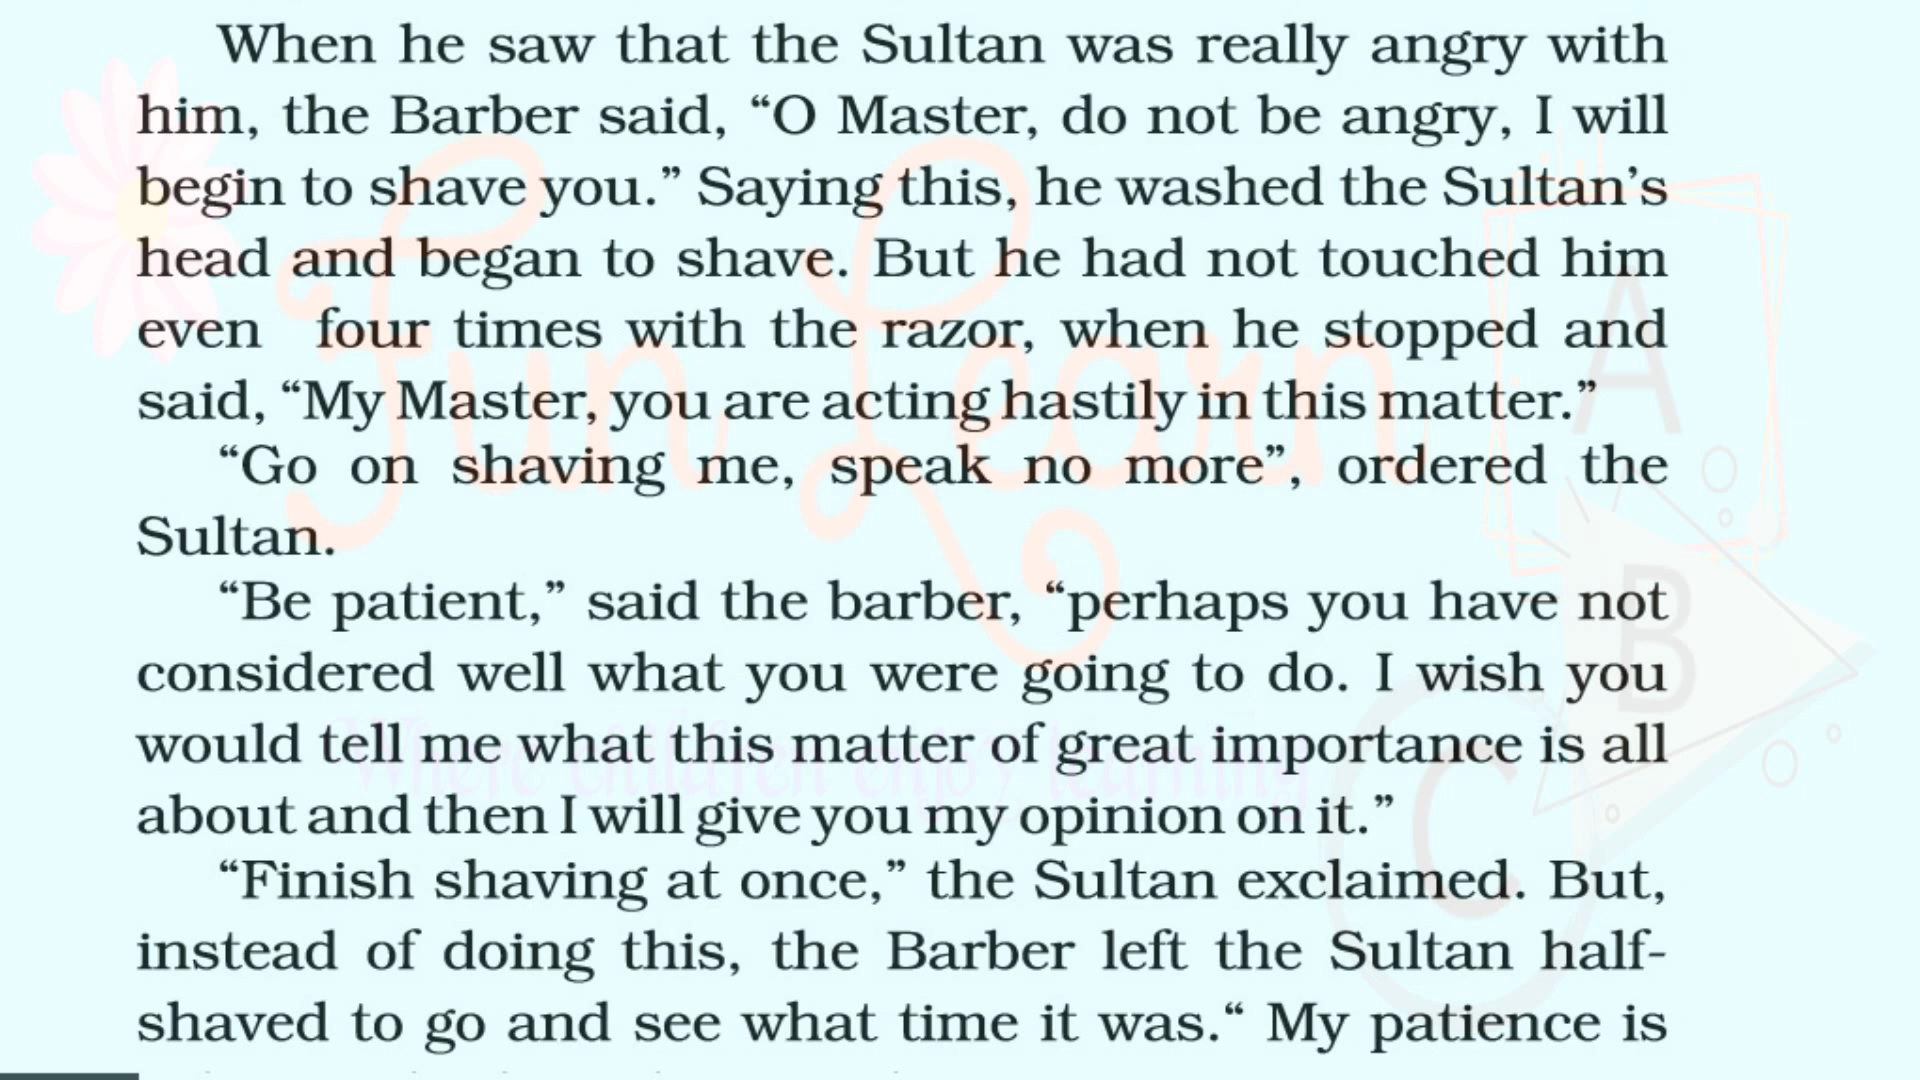 When he saw that the Sultan was really angry with
him, the Barber said, “O Master, do not be angry, I will
begin to shave you.” Saying this, he washed the Sultan’s
head and began to shave. But he had not touched him
even four times with the razor, when he stopped and
said, “My Master, you are acting hastily in this matter.”
“Go on shaving me, speak no more”, ordered the
Sultan.
“Be patient,” said the barber, “perhaps you have not
considered well what you were going to do. I wish you
would tell me what this matter of great importance is all
about and then I will give you my opinion on it.”
“Finish shaving at once,” the Sultan exclaimed. But,
instead of doing this, the Barber left the Sultan half-
shaved to go and see what time it was.“ My patience is
Fun Learn
Where children enjoy learning
A
B
C